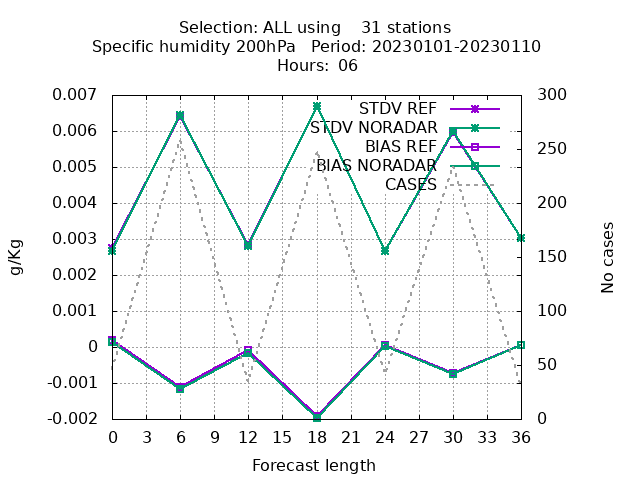 Selection: ALL using    31 stations
Specific humidity 200hPa   Period: 20230101-20230110
Hours: 06
0.007
0.006
0.005
0.004
0.003
0.002
0.001
0
-0.001
-0.002
g/Kg
STDV REF
STDV NORADAR
BIAS REF
BIAS NORADAR
CASES
300
250
200
150
100
50
0
No cases
0 3 6 9 12 15 18 21 24 27 30 33 36
Forecast length